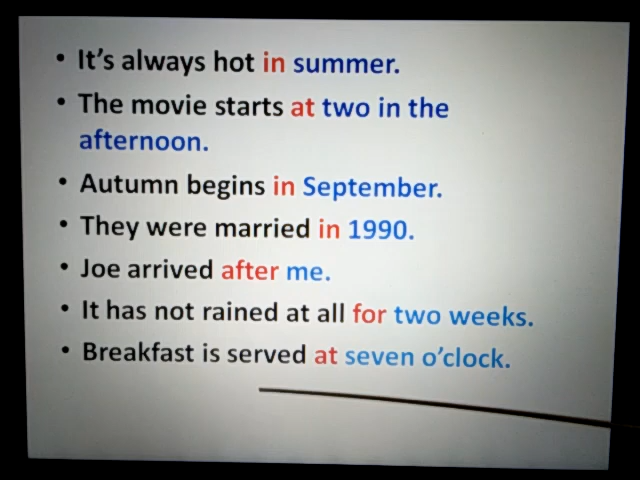 • It's always hot in summer.
• The movie starts at two in the
afternoon.
• Autumn begins in September.
• They were married in 1990.
• Joe arrived after me.
• It has not rained at all for two weeks.
• Breakfast is served at seven o'clock.